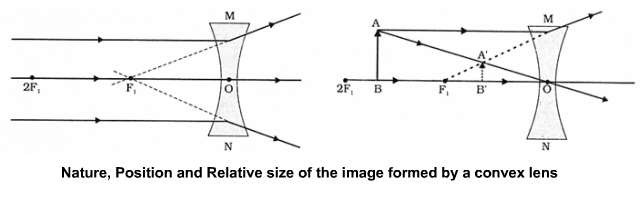 M
2F₁
F₁
O
N
M
A
A'
2F₁
B
F₁
B'
O
N
Nature, Position and Relative size of the image formed by a convex lens